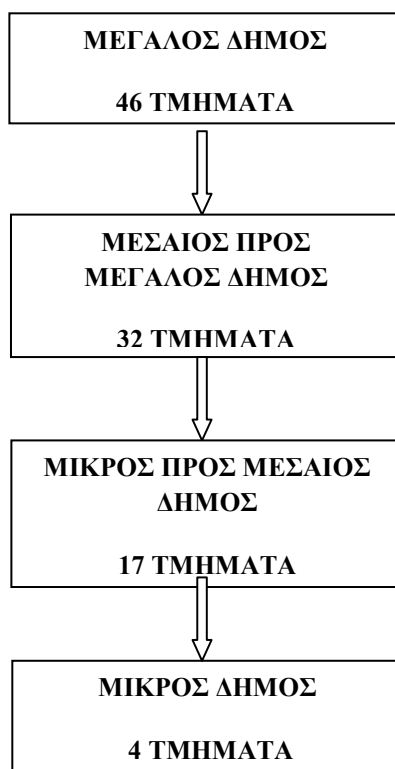 ΜΕΓΑΛΟΣ ΔΗΜΟΣ
46 ΤΜΗΜΑΤΑ
ΜΕΣΑΙΟΣ ΠΡΟΣ
ΜΕΓΑΛΟΣ ΔΗΜΟΣ
32 ΤΜΗΜΑΤΑ
ΜΙΚΡΟΣ ΠΡΟΣ ΜΕΣΑΙΟΣ
ΔΗΜΟΣ
17 ΤΜΗΜΑΤΑ
ΜΙΚΡΟΣ ΔΗΜΟΣ
4 ΤΜΗΜΑΤΑ